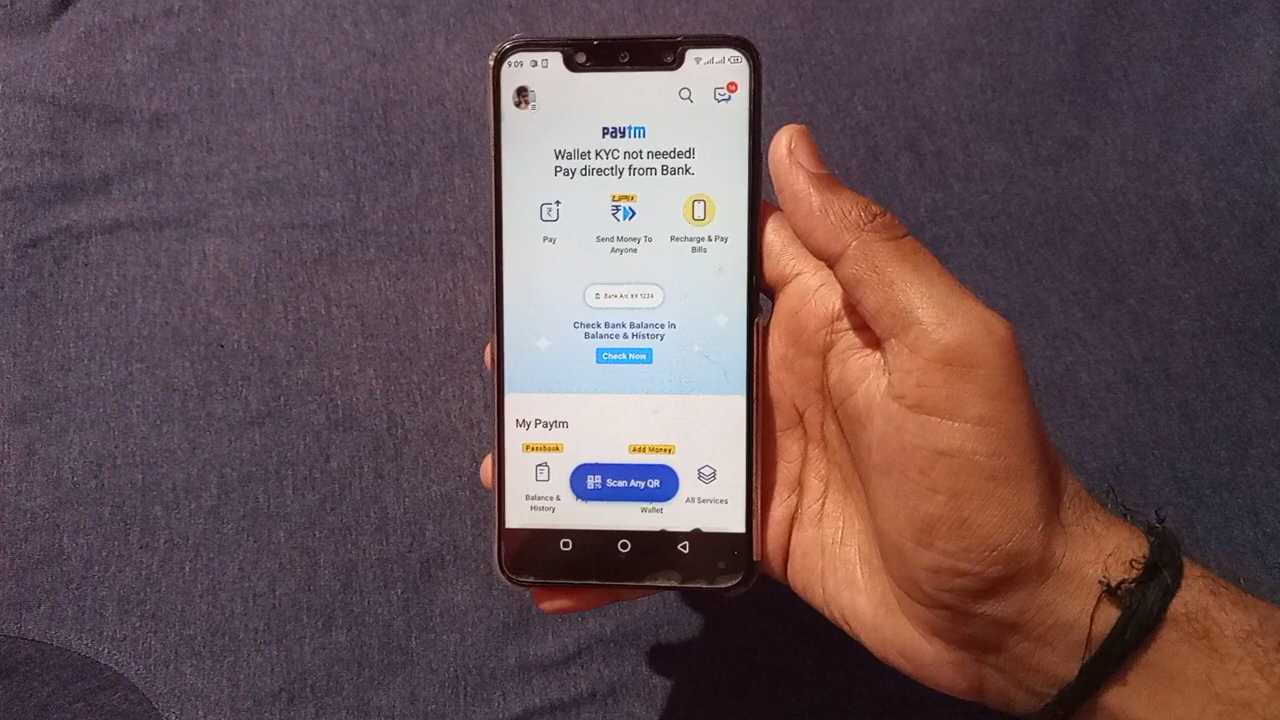 9:09
16
paytm
Wallet KYC not needed!
Pay directly from Bank.
UPI
Pay
Send Money To
Anyone
Recharge & Pay
Bills
Bank A/c XX 1234
Check Bank Balance in
Balance & History
Check Now
My Paytm
Passbook
Add Money
Scan Any QR
Balance &
History
Wallet
All Services